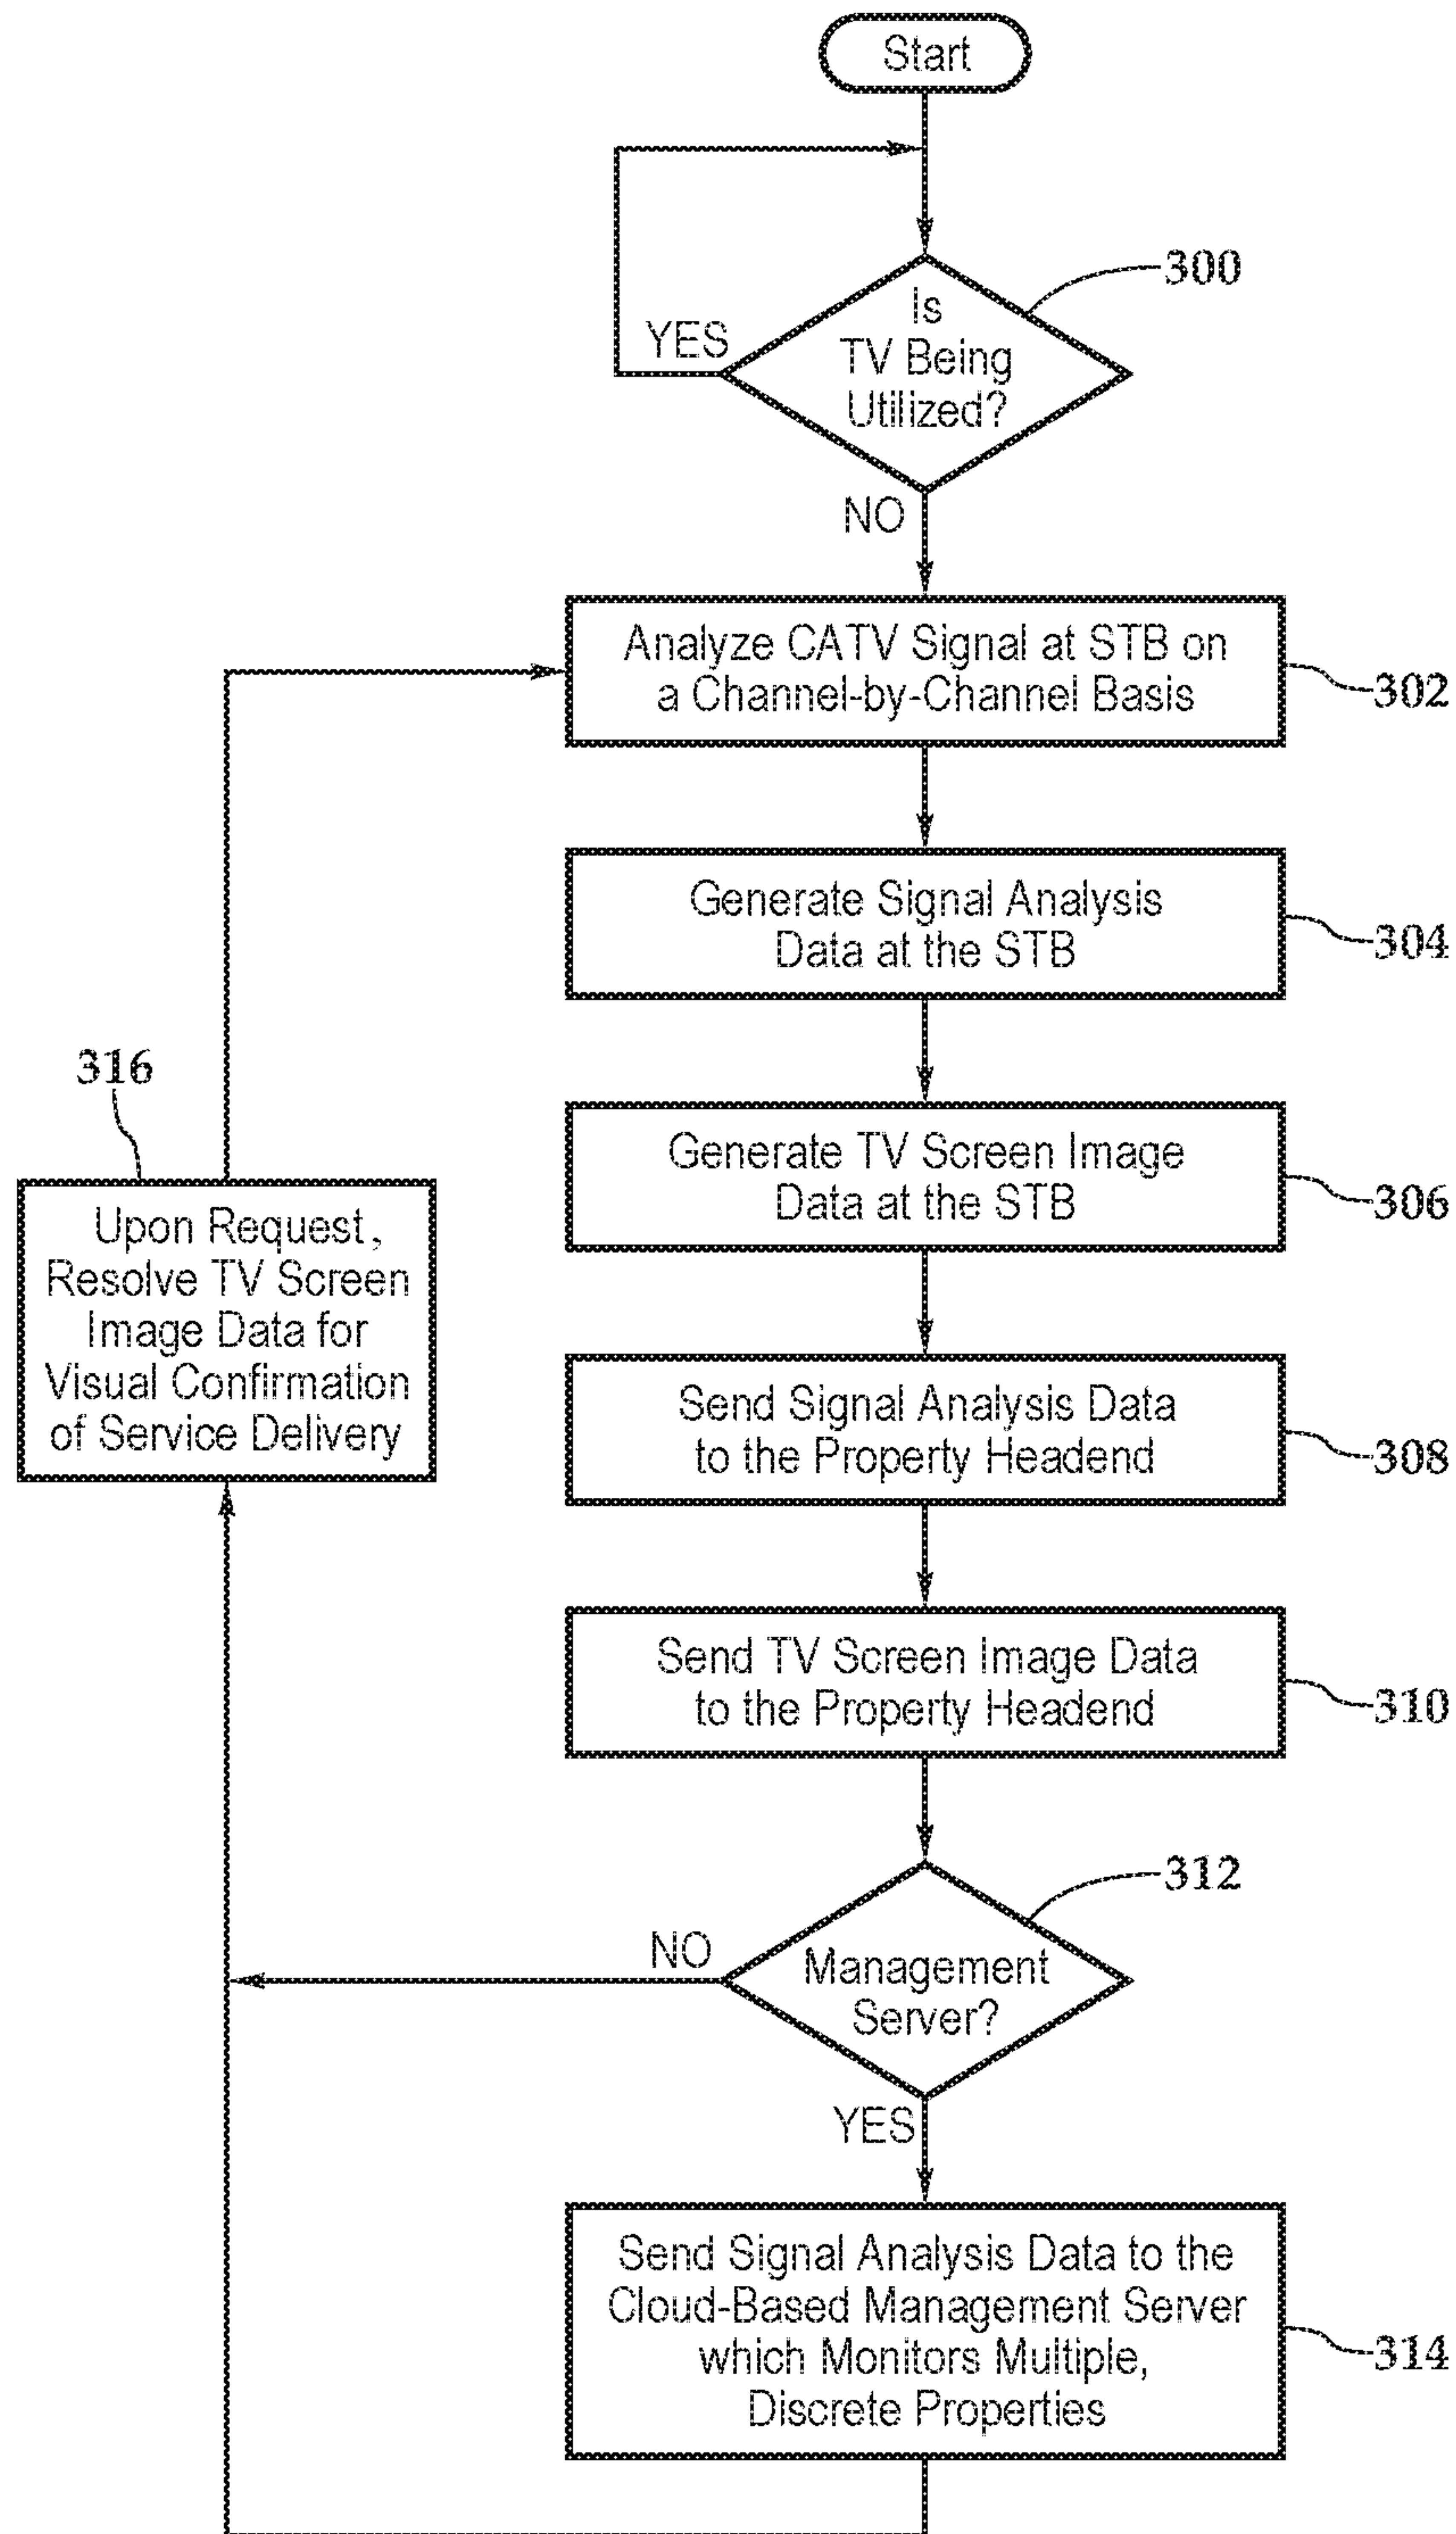 Start
300
Is
TV Being
Utilized?
YES
NO
Analyze CATV Signal at STB on
a Channel-by-Channel Basis
302
Generate Signal Analysis
Data at the STB
304
316
Generate TV Screen Image
Data at the STB
306
Upon Request,
Resolve TV Screen
Image Data for
Visual Confirmation
of Service Delivery
Send Signal Analysis Data
to the Property Headend
308
Send TV Screen Image Data
to the Property Headend
310
312
NO
Management
Server?
YES
Send Signal Analysis Data to the
Cloud-Based Management Server
which Monitors Multiple,
Discrete Properties
314